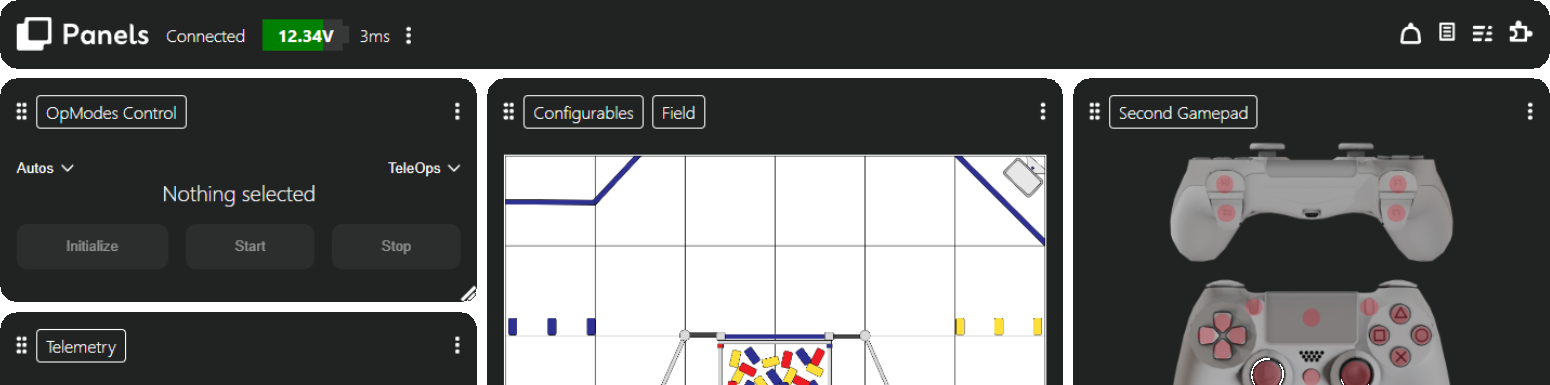 Panels Connected 12.34V 3ms
OpModes Control
Autos
TeleOps
Nothing selected
Initialize Start Stop
Telemetry
Configurables Field
Second Gamepad